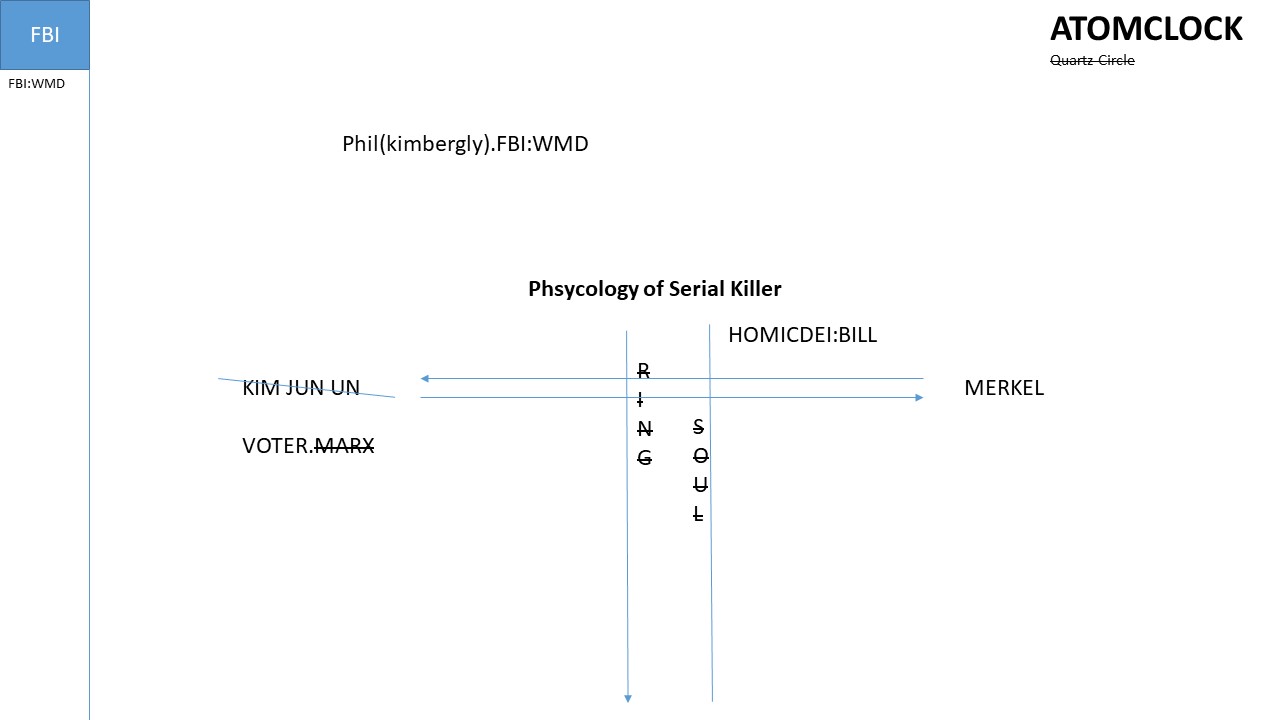 FBI
ATOMCLOCK
Quartz Circle
FBI:WMD
Phil(kimbergly).FBI:WMD
Phsycology of Serial Killer
HOMICDEI:BILL
KIM JUN UN
MERKEL
VOTER.MARX
R
I
N
G
S
O
U
L